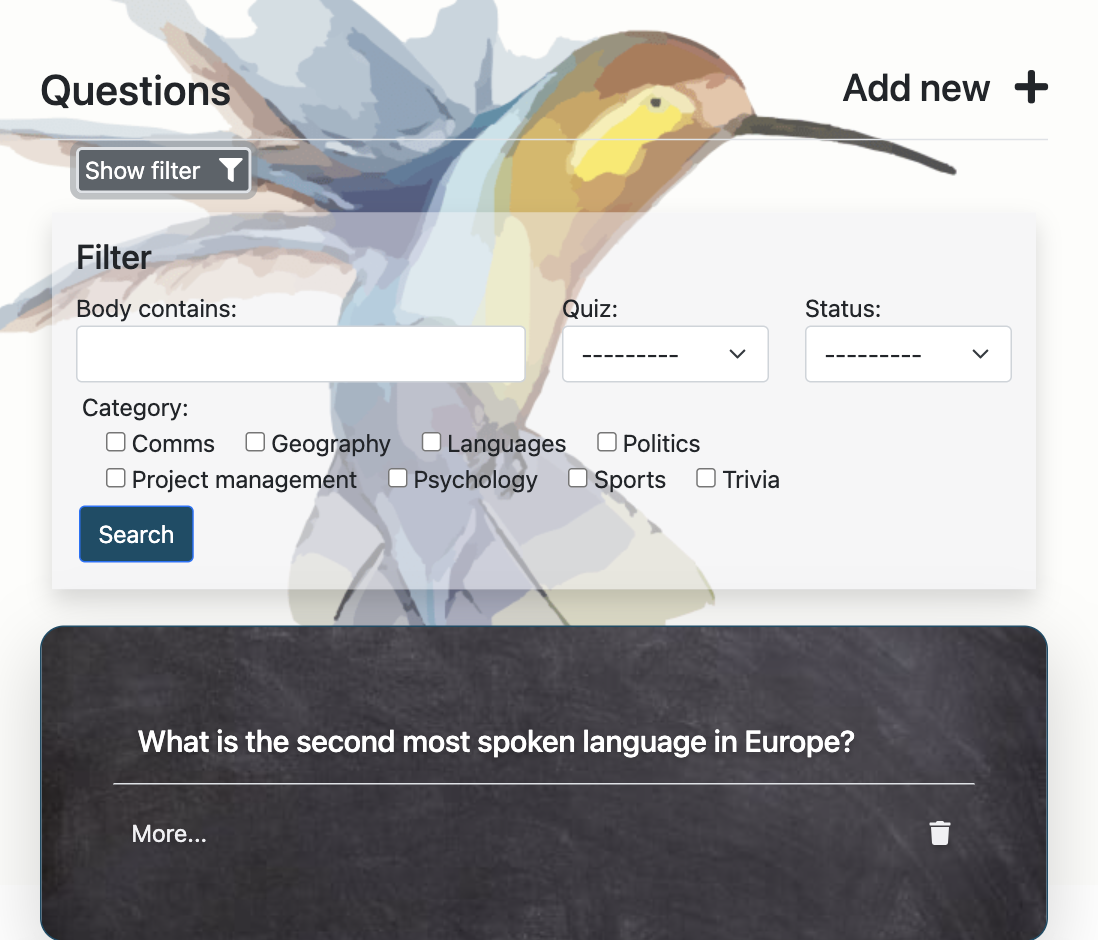 Questions
Add new
Show filter
Filter
Body contains: Quiz: Status:
--------- ---------
Category:
Comms Geography Languages Politics
Project management Psychology Sports Trivia
Search
What is the second most spoken language in Europe?
More...